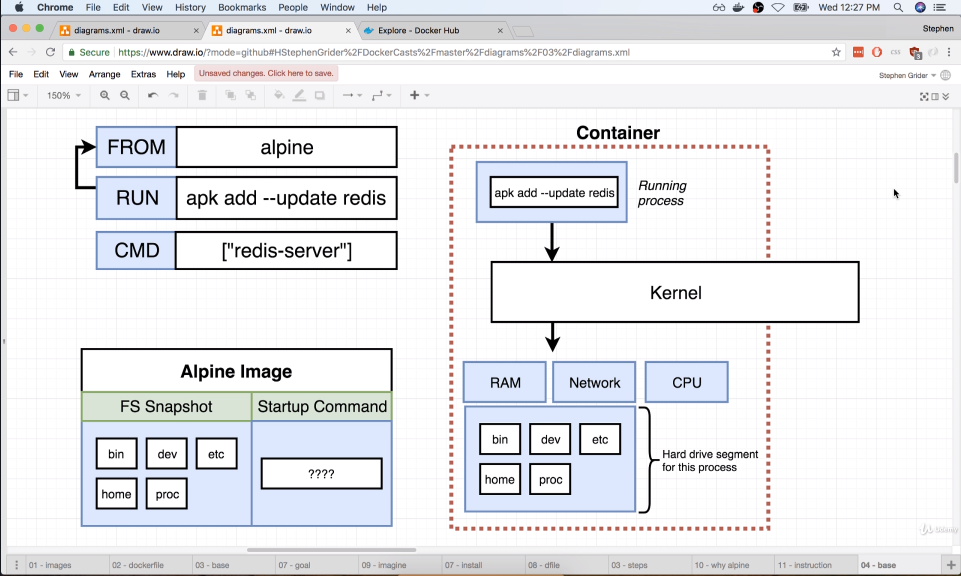 Chrome File Edit View History Bookmarks People Window Help
Wed 12:27 PM
diagrams.xml - draw.io
diagrams.xml - draw.io
Explore - Docker Hub
Stephen
Secure https://www.draw.io/?mode=github#HStephenGrider%2FDockerCasts%2Fmaster%2Fdiagrams%2F03%2Fdiagrams.xml
File Edit View Arrange Extras Help Unsaved changes. Click here to save.
Stephen Grider
150%
FROM alpine
RUN apk add --update redis
CMD ["redis-server"]
Container
apk add --update redis
Running
process
Kernel
RAM Network CPU
bin dev etc
home proc
Hard drive segment
for this process
Alpine Image
FS Snapshot Startup Command
bin dev etc
home proc
????
Udemy
01 - images 02 - dockerfile 03 - base 07 - goal 09 - imagine 07 - install 08 - dfile 03 - steps 10 - why alpine 11 - instruction 04 - base